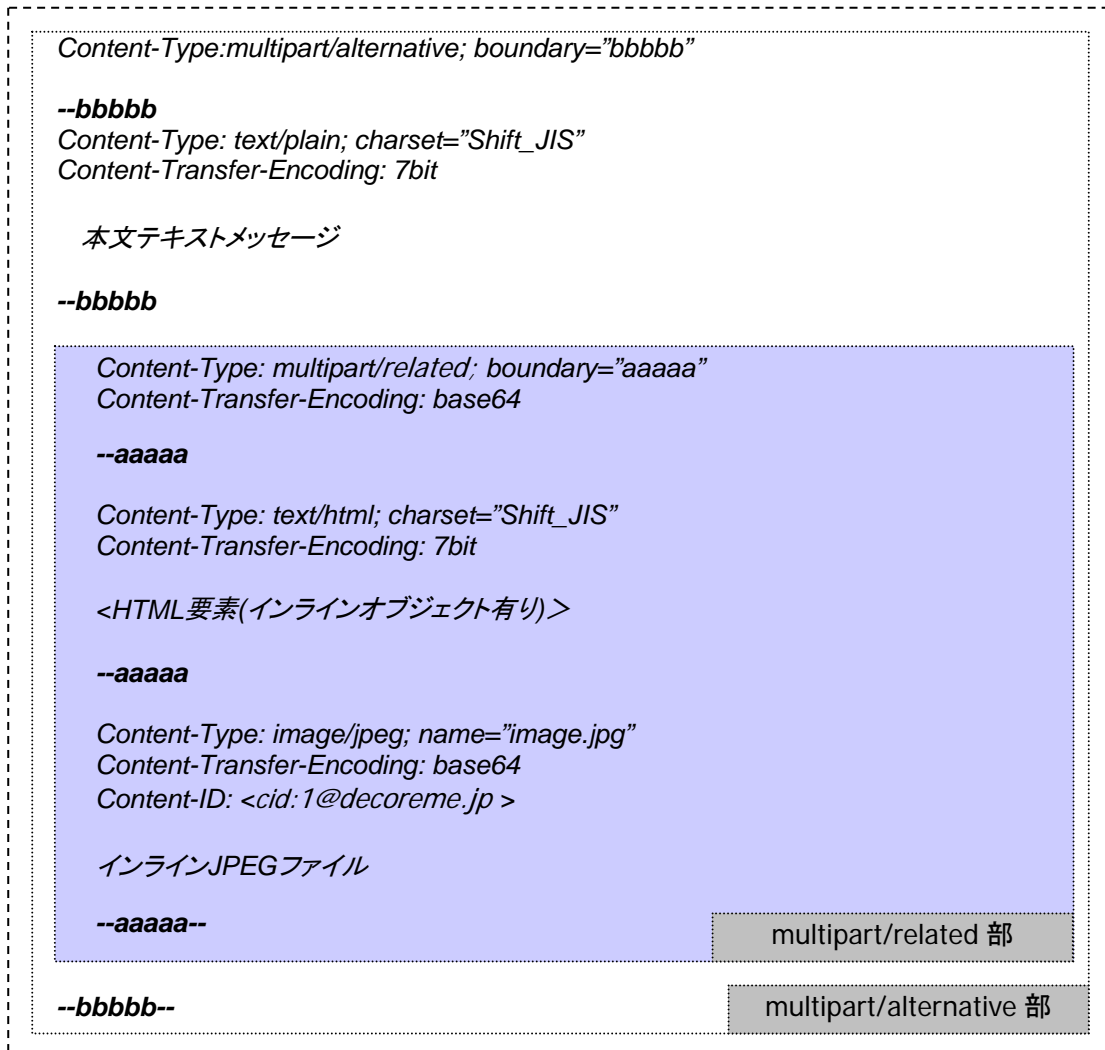 Content-Type:multipart/alternative; boundary=”bbbbb”
--bbbbb
Content-Type: text/plain; charset=”Shift_JIS”
Content-Transfer-Encoding: 7bit
本文テキストメッセージ
--bbbbb
Content-Type: multipart/related; boundary=”aaaaa”
Content-Transfer-Encoding: base64
--aaaaa
Content-Type: text/html; charset=”Shift_JIS”
Content-Transfer-Encoding: 7bit
<HTML要素(インラインオブジェクト有り)＞
--aaaaa
Content-Type: image/jpeg; name=”image.jpg”
Content-Transfer-Encoding: base64
Content-ID: <cid:1@decoreme.jp >
インラインJPEGファイル
--aaaaa--
multipart/related 部
--bbbbb--
multipart/alternative 部